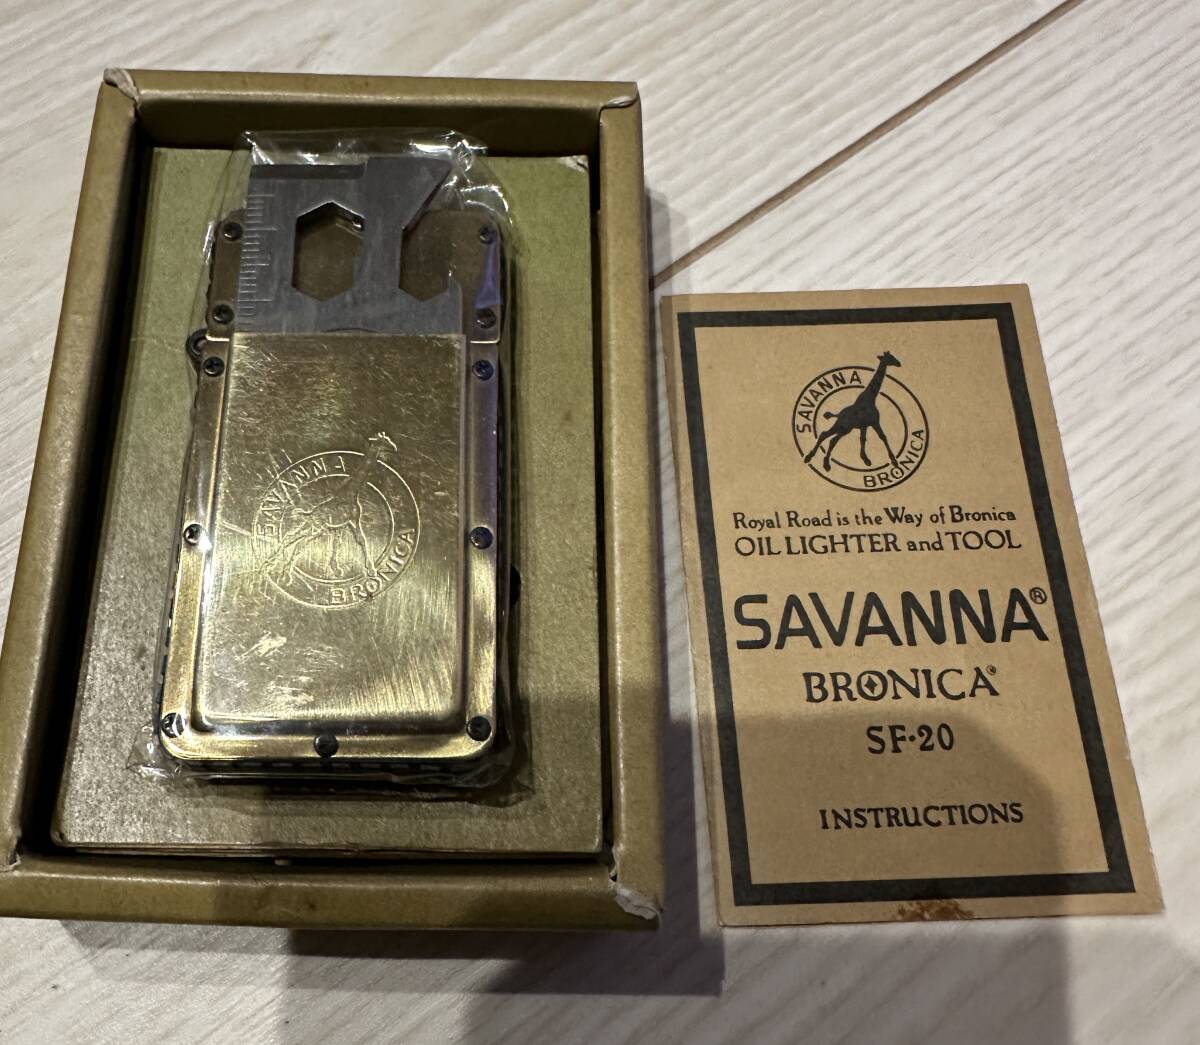 SAVANNA
BRONICA
SAVANNA
BRONICA
Royal Road is the Way of Bronica
OIL LIGHTER and TOOL
SAVANNA®
BRONICA®
SF·20
INSTRUCTIONS